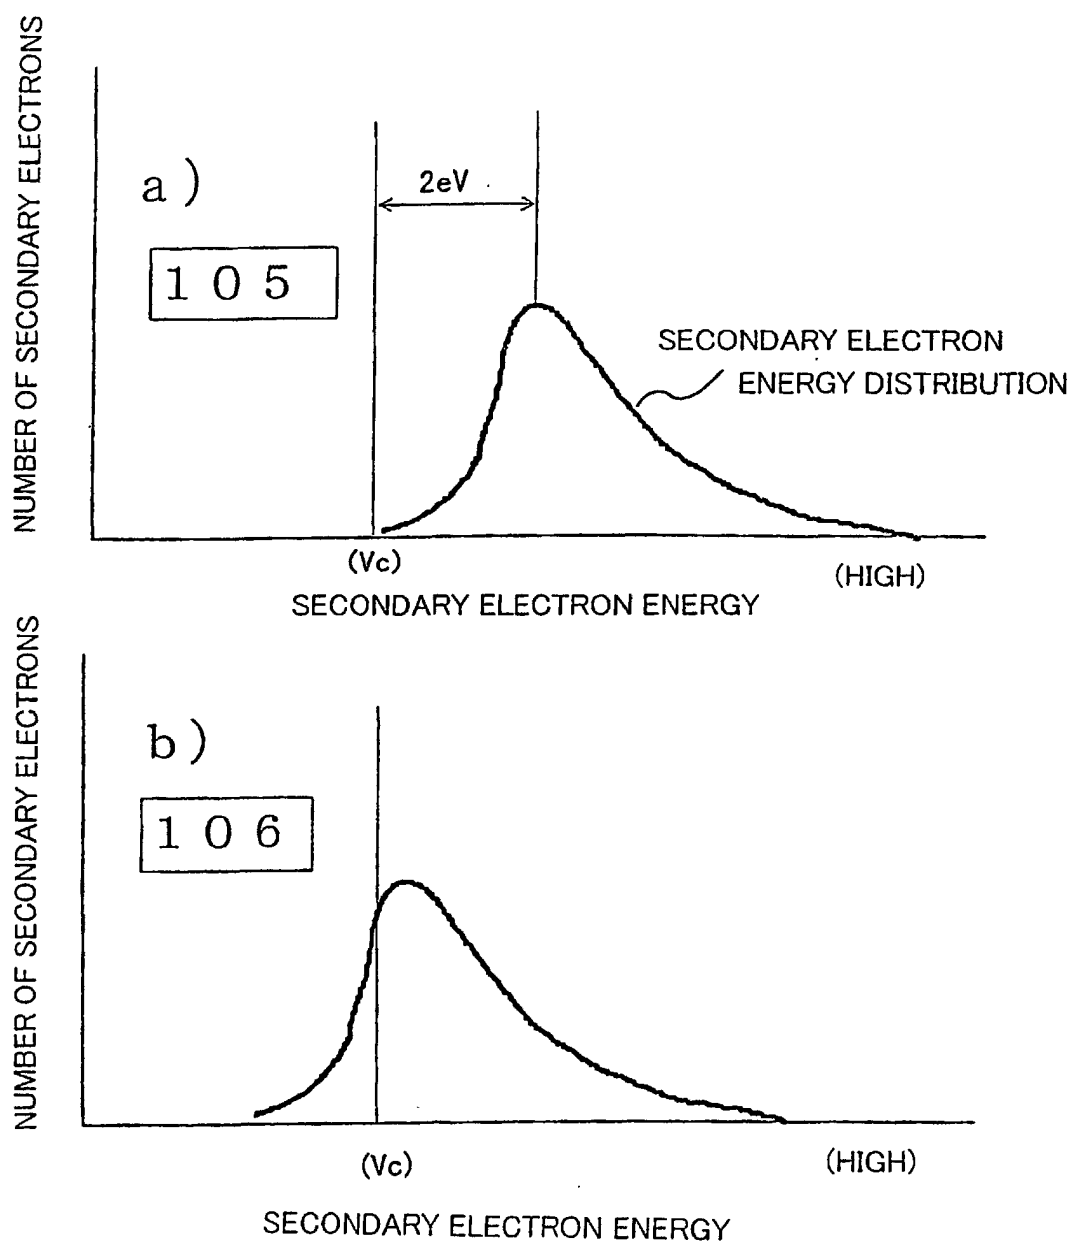 NUMBER OF SECONDARY ELECTRONS
a)
105
2eV
SECONDARY ELECTRON
ENERGY DISTRIBUTION
(Vc)
(HIGH)
SECONDARY ELECTRON ENERGY
NUMBER OF SECONDARY ELECTRONS
b)
106
(Vc)
(HIGH)
SECONDARY ELECTRON ENERGY